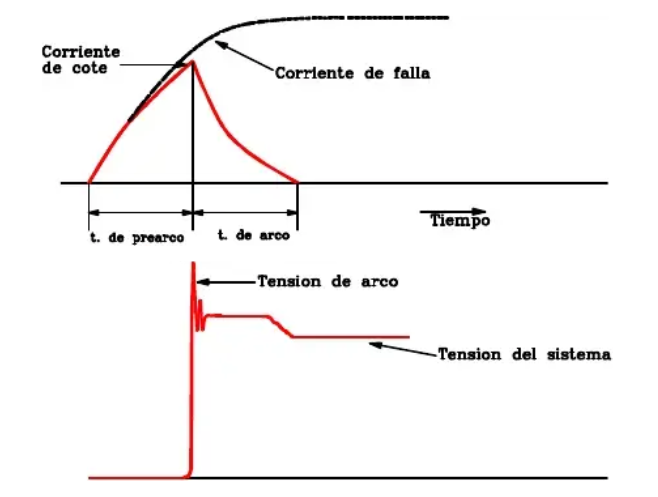 Corriente
de cote
Corriente de falla
Tiempo
t. de prearco
t. de arco
Tension de arco
Tension del sistema